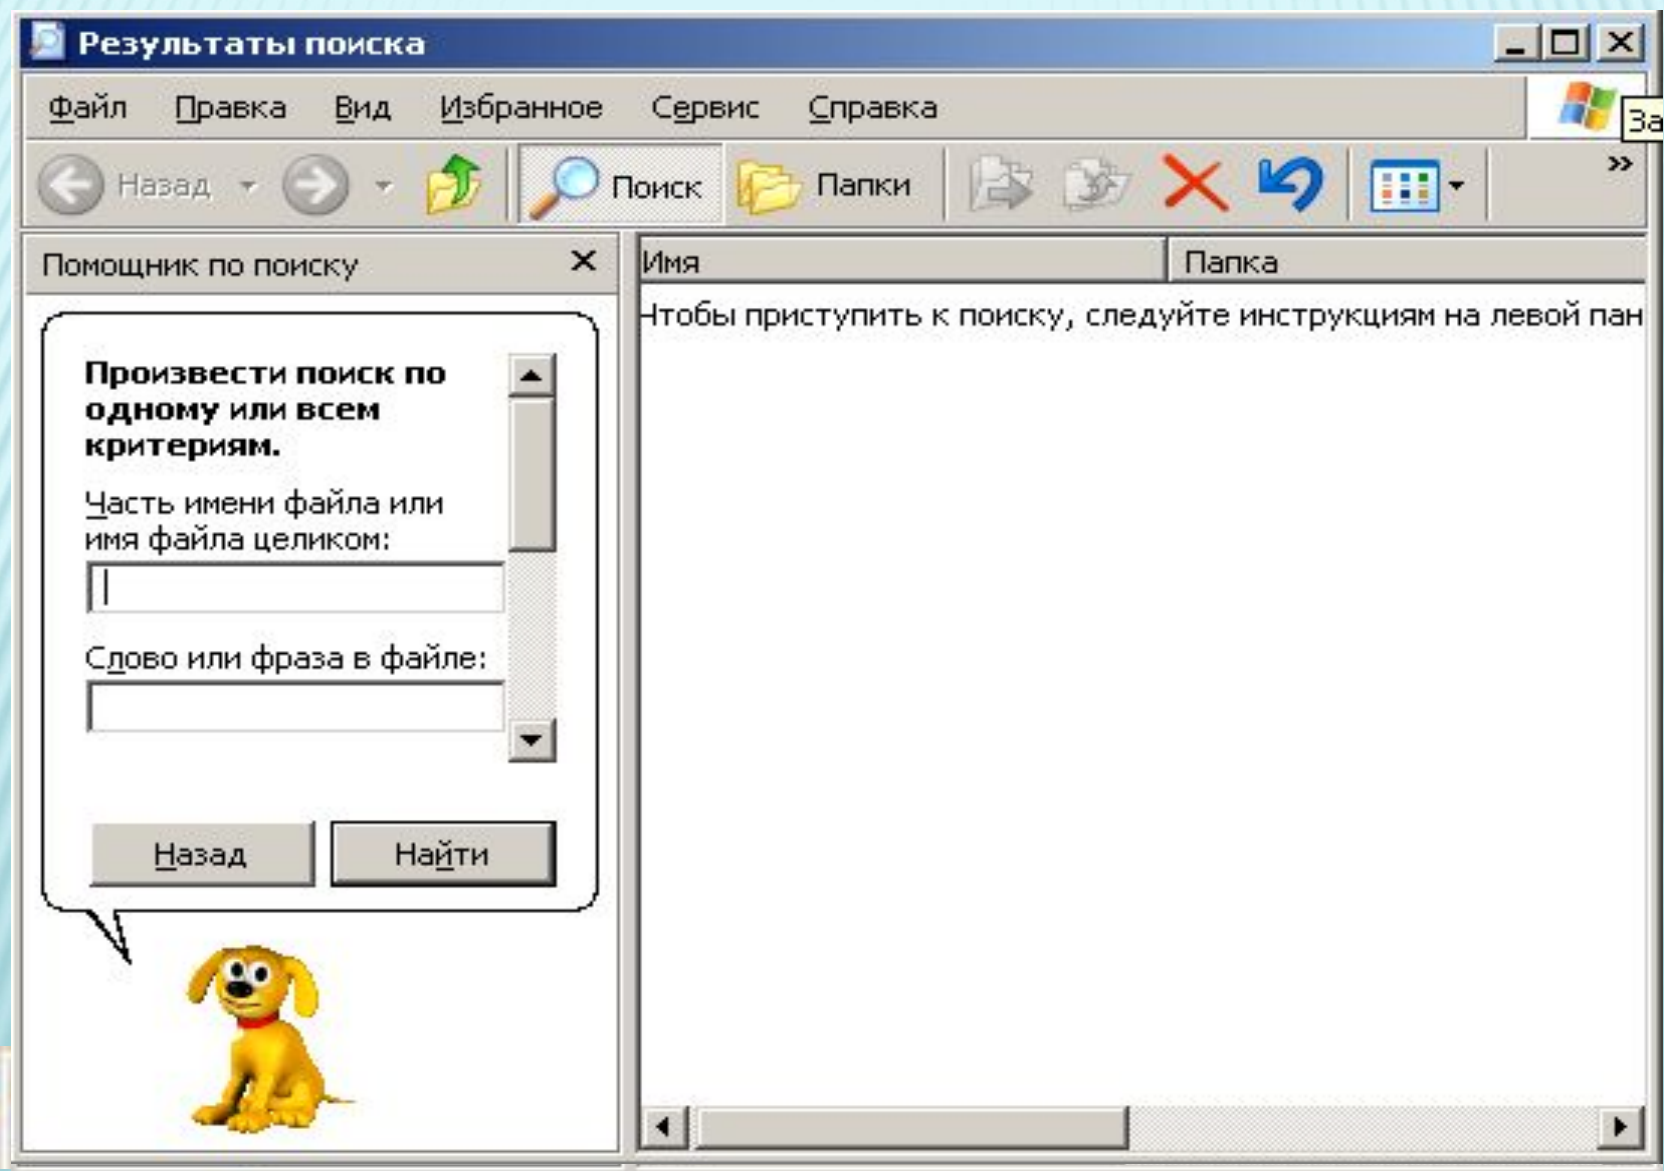 Результаты поиска
Файл Правка Вид Избранное Сервис Справка
За
Назад Поиск Папки »
Помощник по поиску
Имя Папка
Чтобы приступить к поиску, следуйте инструкциям на левой пан
Произвести поиск по
одному или всем
критериям.
Часть имени файла или
имя файла целиком:
Слово или фраза в файле:
Назад Найти